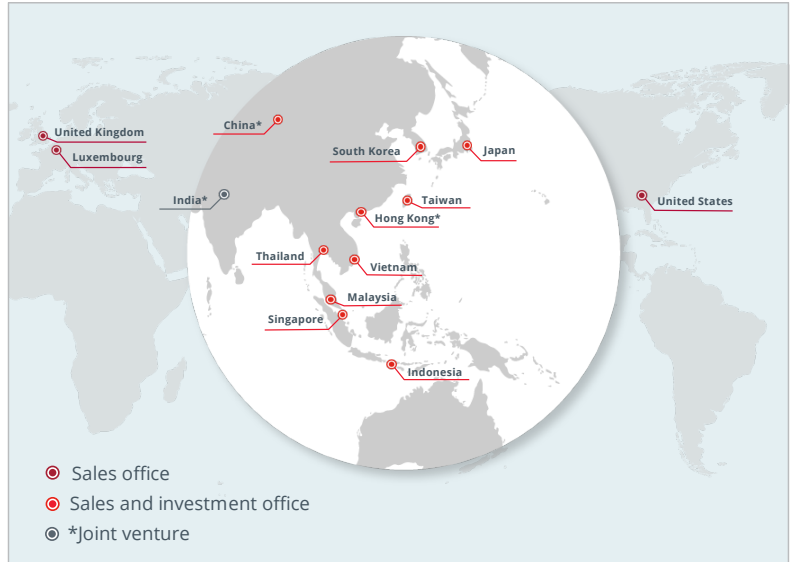 United Kingdom
Luxembourg
China*
South Korea
Japan
India*
Taiwan
Hong Kong*
United States
Thailand
Vietnam
Malaysia
Singapore
Indonesia
Sales office
Sales and investment office
*Joint venture